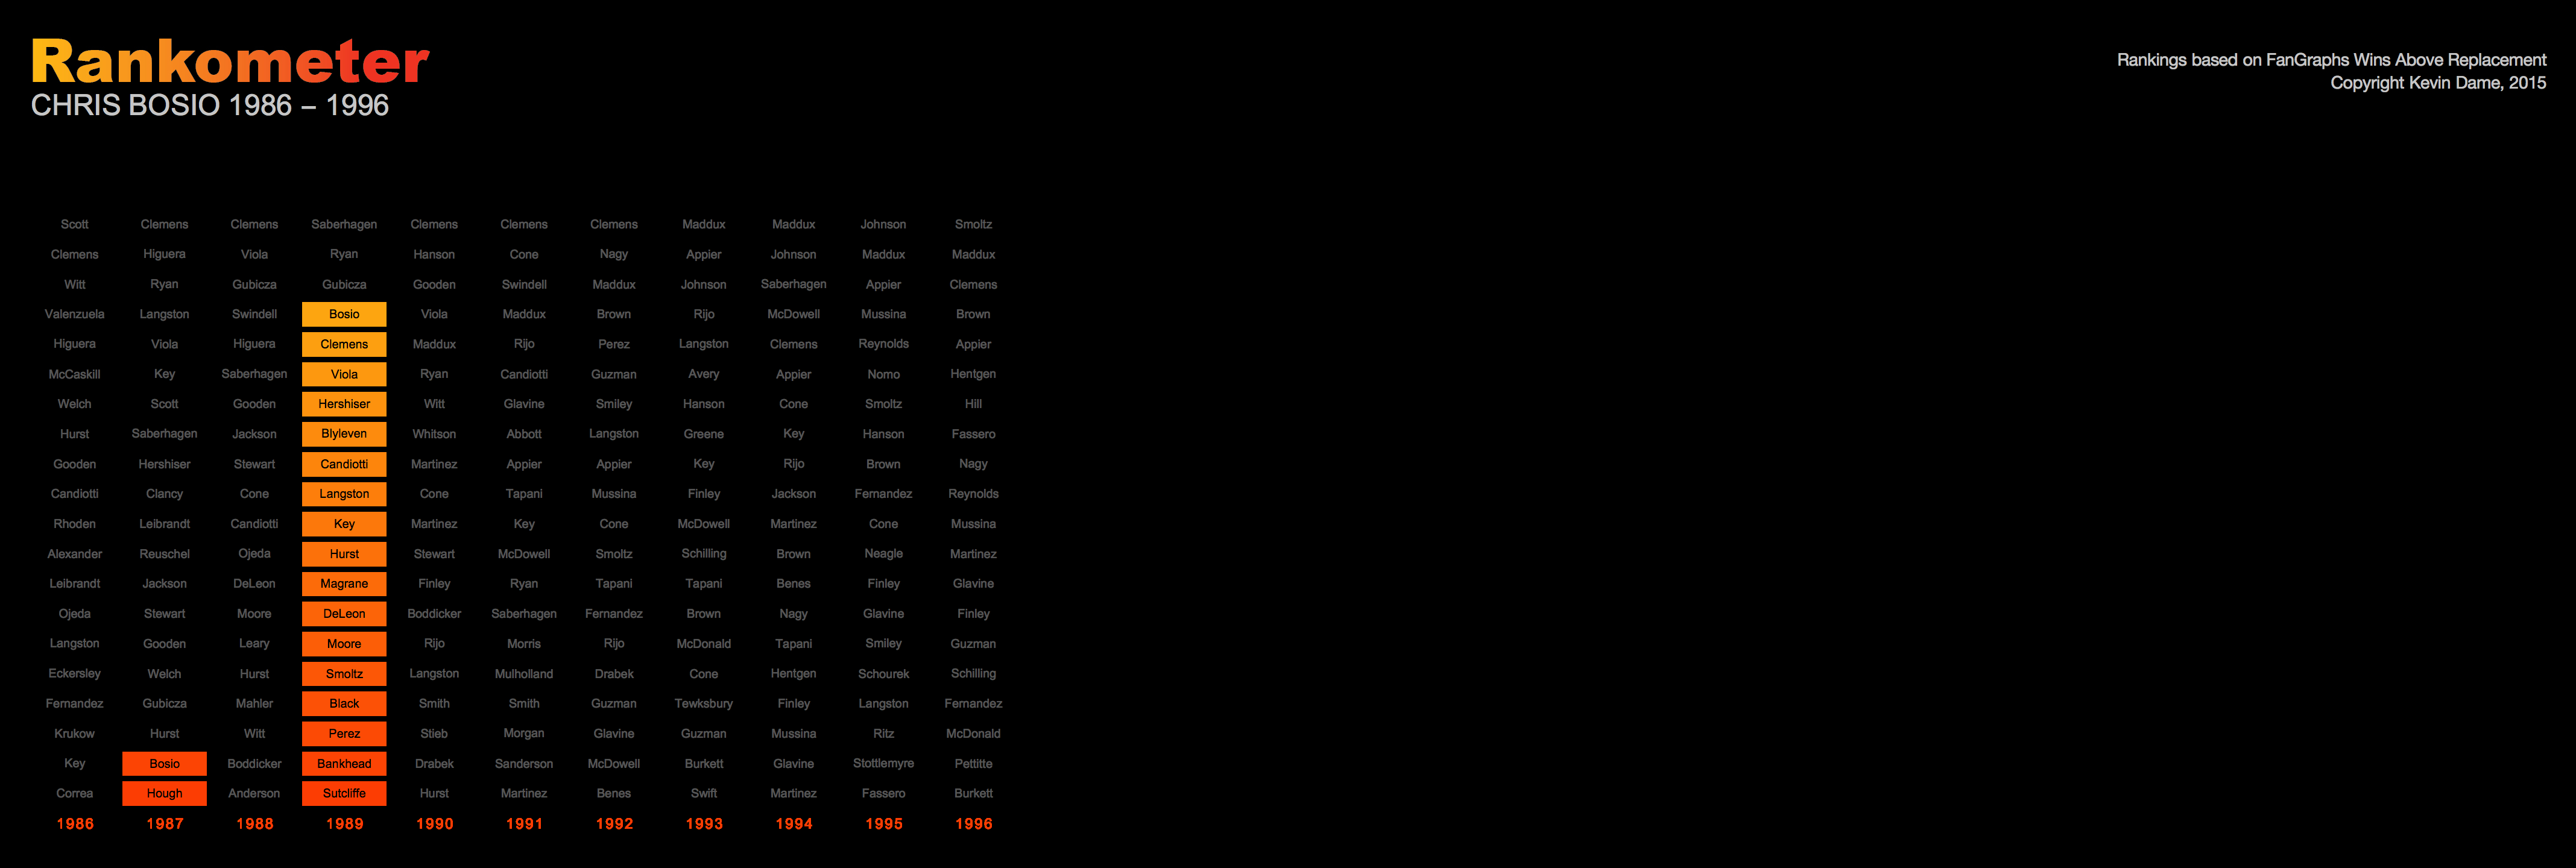 Rankometer
CHRIS BOSIO 1986 – 1996
Rankings based on FanGraphs Wins Above Replacement
Copyright Kevin Dame, 2015
Scott Clemens Clemens Saberhagen Clemens Clemens Clemens Maddux Maddux Johnson Smoltz
Clemens Higuera Viola Ryan Hanson Cone Nagy Appier Johnson Maddux Maddux
Witt Ryan Gubicza Gubicza Gooden Swindell Maddux Johnson Saberhagen Appier Clemens
Valenzuela Langston Swindell Bosio Viola Maddux Brown Rijo McDowell Mussina Brown
Higuera Viola Higuera Clemens Maddux Rijo Perez Langston Clemens Reynolds Appier
McCaskill Key Saberhagen Viola Ryan Candiotti Guzman Avery Appier Nomo Hentgen
Welch Scott Gooden Hershiser Witt Glavine Smiley Hanson Cone Smoltz Hill
Hurst Saberhagen Jackson Blyleven Whitson Abbott Langston Greene Key Hanson Fassero
Gooden Hershiser Stewart Candiotti Martinez Appier Appier Key Rijo Brown Nagy
Candiotti Clancy Cone Langston Cone Tapani Mussina Finley Jackson Fernandez Reynolds
Rhoden Leibrandt Candiotti Key Martinez Key Cone McDowell Martinez Cone Mussina
Alexander Reuschel Ojeda Hurst Stewart McDowell Smoltz Schilling Brown Neagle Martinez
Leibrandt Jackson DeLeon Magrane Finley Ryan Tapani Tapani Benes Finley Glavine
Ojeda Stewart Moore DeLeon Boddicker Saberhagen Fernandez Brown Nagy Glavine Finley
Langston Gooden Leary Moore Rijo Morris Rijo McDonald Tapani Smiley Guzman
Eckersley Welch Hurst Smoltz Langston Mulholland Drabek Cone Hentgen Schourek Schilling
Fernandez Gubicza Mahler Black Smith Smith Guzman Tewksbury Finley Langston Fernandez
Krukow Hurst Witt Perez Stieb Morgan Glavine Guzman Mussina Ritz McDonald
Key Bosio Boddicker Bankhead Drabek Sanderson McDowell Burkett Glavine Stottlemyre Pettitte
Correa Hough Anderson Sutcliffe Hurst Martinez Benes Swift Martinez Fassero Burkett
1986 1987 1988 1989 1990 1991 1992 1993 1994 1995 1996